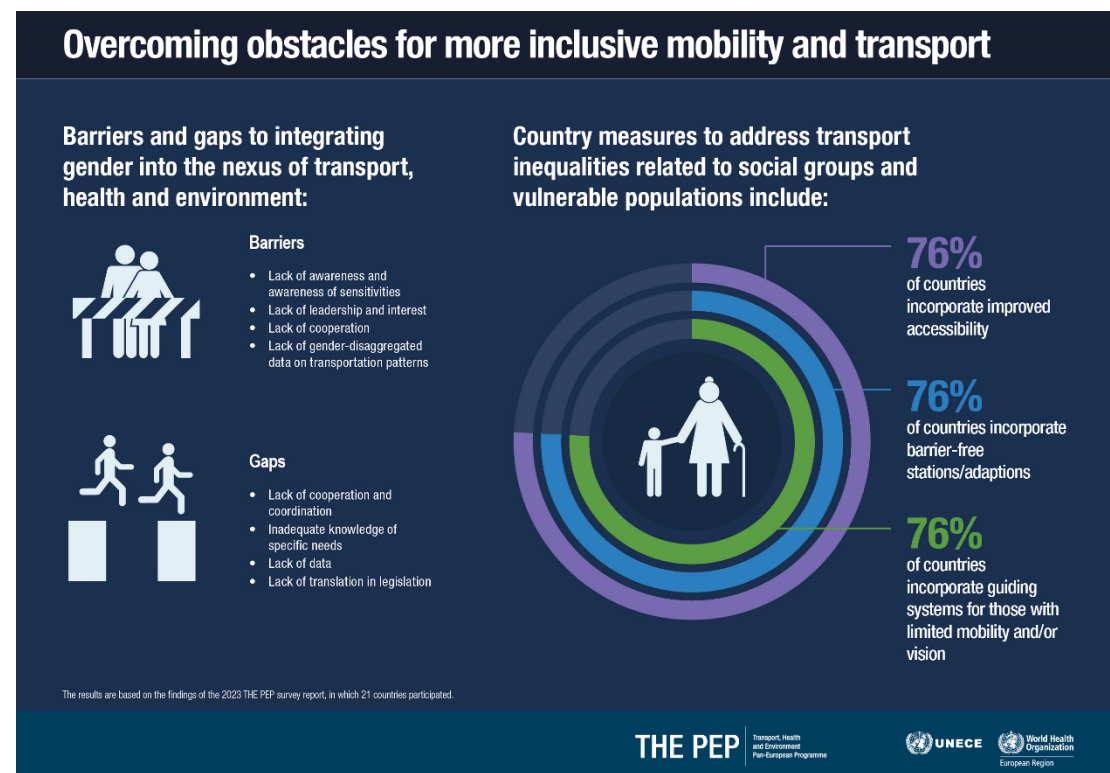 Overcoming obstacles for more inclusive mobility and transport
Barriers and gaps to integrating
gender into the nexus of transport,
health and environment:
Barriers
• Lack of awareness and
awareness of sensitivities
• Lack of leadership and interest
• Lack of cooperation
• Lack of gender-disaggregated
data on transportation patterns
Gaps
• Lack of cooperation and
coordination
• Inadequate knowledge of
specific needs
• Lack of data
• Lack of translation in legislation
Country measures to address transport
inequalities related to social groups and
vulnerable populations include:
76%
of countries
incorporate improved
accessibility
76%
of countries incorporate
barrier-free
stations/adaptions
76%
of countries
incorporate guiding
systems for those with
limited mobility and/or
vision
The results are based on the findings of the 2023 THE PEP survey report, in which 21 countries participated.
THE PEP
Transport, Health
and Environment
Pan-European Programme
UNECE
World Health
Organization
European Region